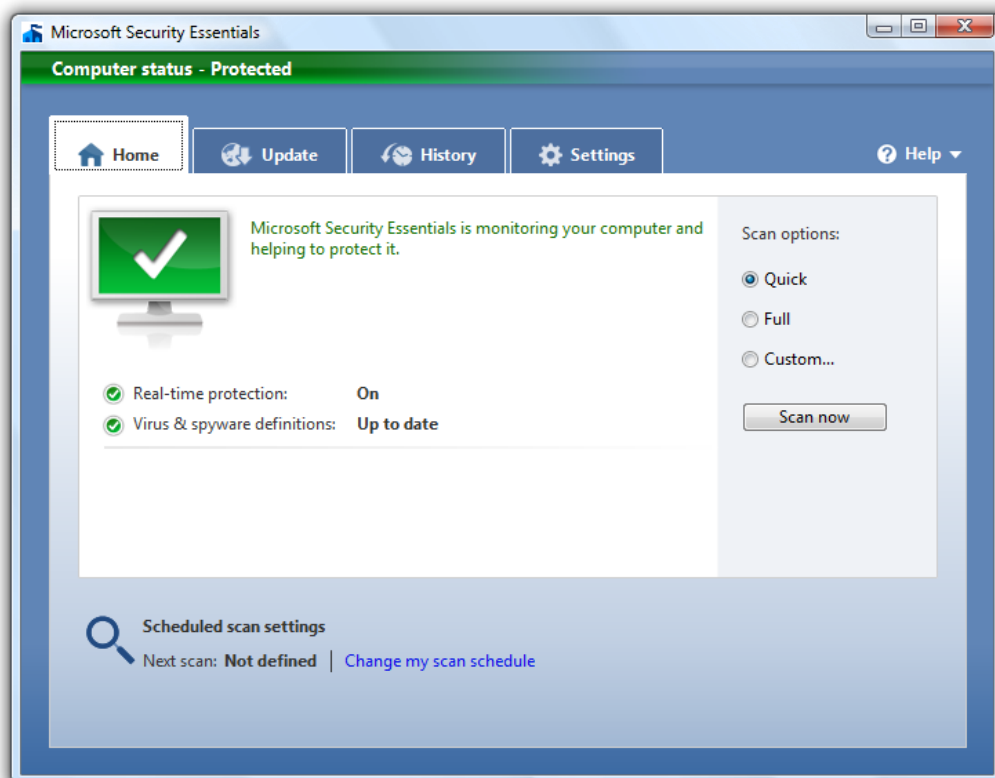 Microsoft Security Essentials
Computer status - Protected
Home
Update
History
Settings
Help
Microsoft Security Essentials is monitoring your computer and
helping to protect it.
Real-time protection: On
Virus & spyware definitions: Up to date
Scan options:
Quick
Full
Custom...
Scan now
Scheduled scan settings
Next scan: Not defined | Change my scan schedule